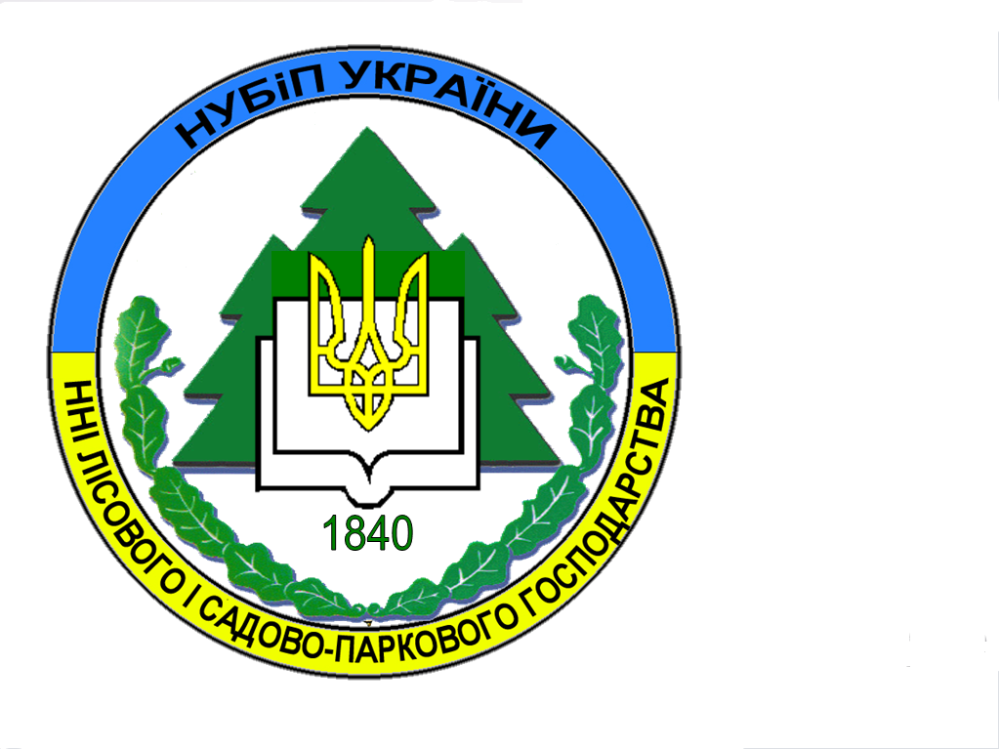 НУБіП УКРАЇНИ
1840
ННІ ЛІСОВОГО І САДОВО-ПАРКОВОГО ГОСПОДАРСТВА